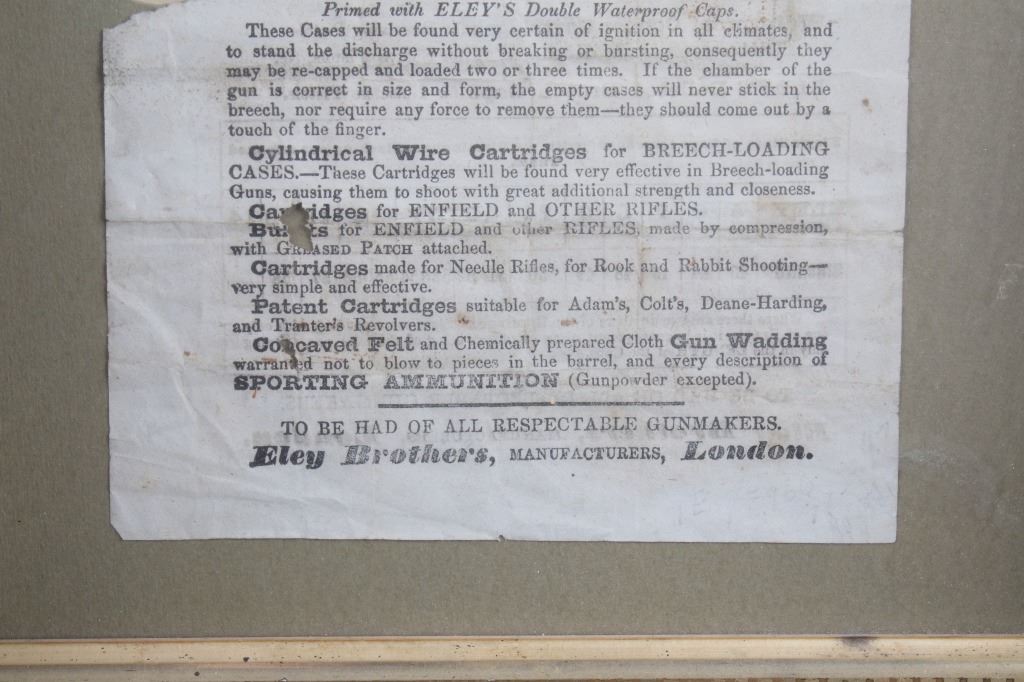 Primed with ELEY'S Double Waterproof Caps.
These Cases will be found very certain of ignition in all climates, and
to stand the discharge without breaking or bursting, consequently they
may be re-capped and loaded two or three times. If the chamber of the
gun is correct in size and form, the empty cases will never stick in the
breech, nor require any force to remove them—they should come out by a
touch of the finger.
Cylindrical Wire Cartridges for BREECH-LOADING
CASES.—These Cartridges will be found very effective in Breech-loading
Guns, causing them to shoot with great additional strength and closeness.
Cartridges for ENFIELD and OTHER RIFLES.
Bullets for ENFIELD and other RIFLES, made by compression,
with GREASED PATCH attached.
Cartridges made for Needle Rifles, for Rook and Rabbit Shooting—
very simple and effective.
Patent Cartridges suitable for Adam's, Colt's, Deane-Harding,
and Tranter's Revolvers.
Concaved Felt and Chemically prepared Cloth Gun Wadding
warranted not to blow to pieces in the barrel, and every description of
SPORTING AMMUNITION (Gunpowder excepted).
TO BE HAD OF ALL RESPECTABLE GUNMAKERS.
Eley Brothers, MANUFACTURERS, London.